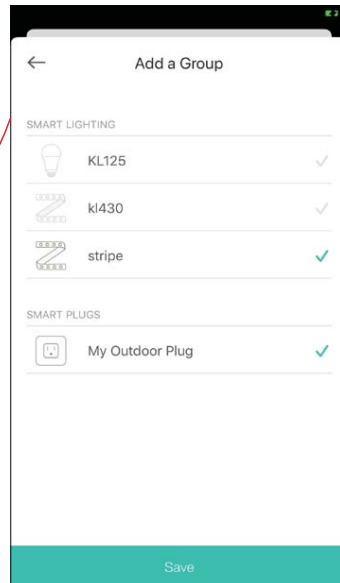 Add a Group
SMART LIGHTING
KL125
kl430
stripe
SMART PLUGS
My Outdoor Plug
Save